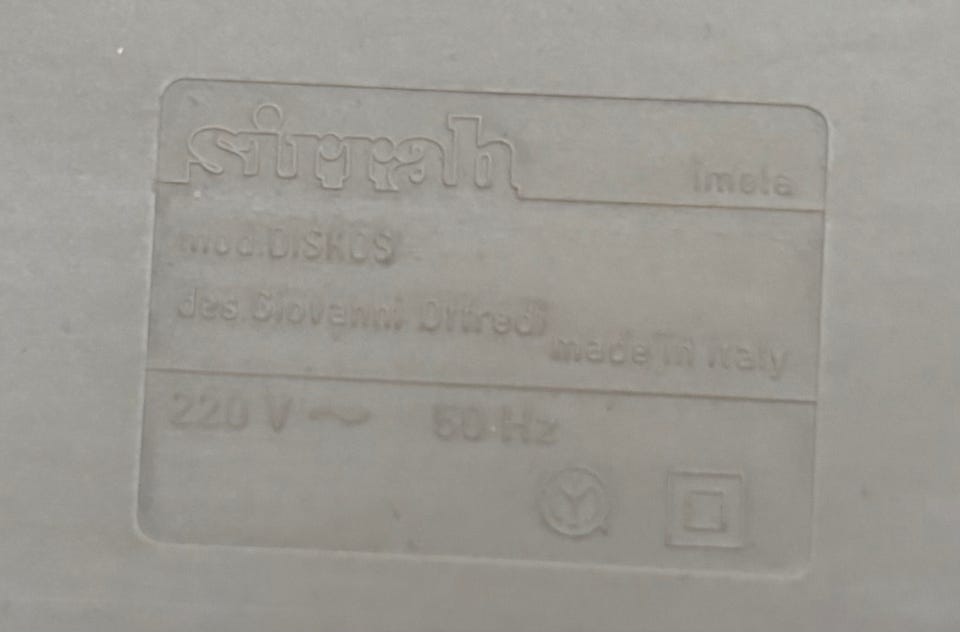 sirrah imola
mod.DISKOS
des.Giovanni Offredi
made in Italy
220 V ~ 50 Hz